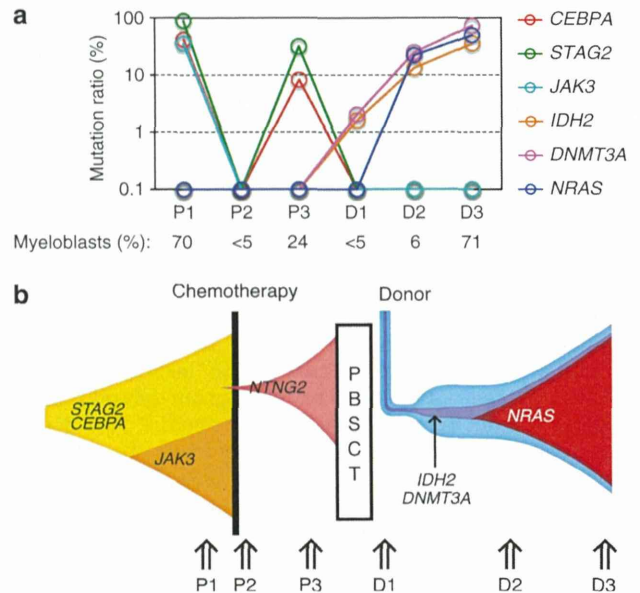 a
100
10
1
0.1
Mutation ratio (%)
P1 P2 P3 D1 D2 D3
Myeloblasts (%): 70 <5 24 <5 6 71
CEBPA
STAG2
JAK3
IDH2
DNMT3A
NRAS
b
Chemotherapy
Donor
STAG2
CEBPA
JAK3
NTNG2
P
B
S
C
T
NRAS
IDH2
DNMT3A
P1 P2 P3 D1 D2 D3